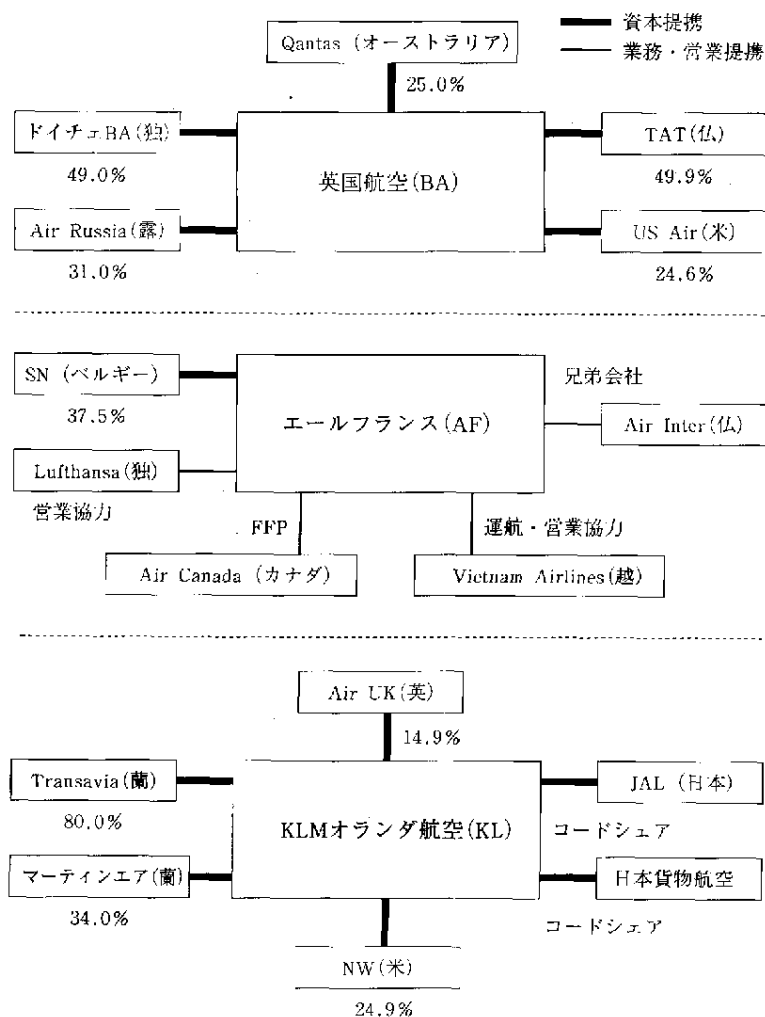 資本提携
業務・営業提携
Qantas (オーストラリア)
25.0%
ドイチェBA(独)
49.0%
英国航空(BA)
TAT(仏)
49.9%
Air Russia(露)
31.0%
US Air(米)
24.6%
SN (ベルギー)
37.5%
エールフランス(AF)
兄弟会社
Air Inter(仏)
Lufthansa(独)
営業協力
FFP
運航・営業協力
Air Canada (カナダ)
Vietnam Airlines(越)
Air UK(英)
14.9%
Transavia(蘭)
80.0%
KLMオランダ航空(KL)
JAL (日本)
コードシェア
マーティンエア(蘭)
34.0%
日本貨物航空
コードシェア
NW(米)
24.9%